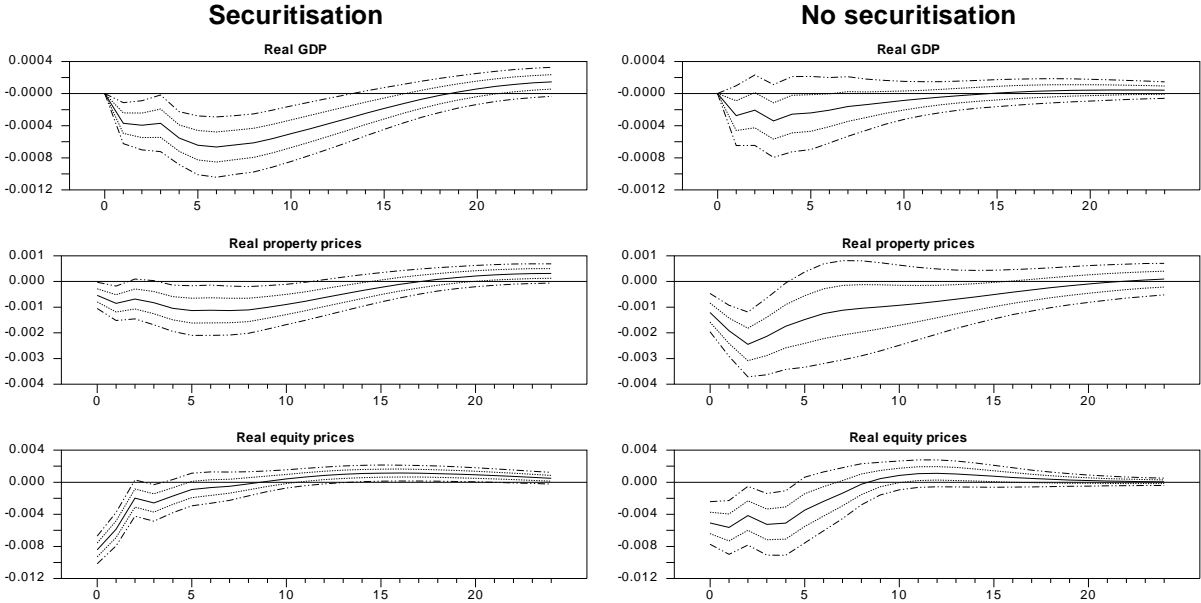 Securitisation
No securitisation
Real GDP
0.0004
-0.0000
-0.0004
-0.0008
-0.0012
0 5 10 15 20
Real GDP
0.0004
-0.0000
-0.0004
-0.0008
-0.0012
0 5 10 15 20
Real property prices
0.001
0.000
-0.001
-0.002
-0.003
-0.004
0 5 10 15 20
Real property prices
0.001
0.000
-0.001
-0.002
-0.003
-0.004
0 5 10 15 20
Real equity prices
0.004
0.000
-0.004
-0.008
-0.012
0 5 10 15 20
Real equity prices
0.004
0.000
-0.004
-0.008
-0.012
0 5 10 15 20